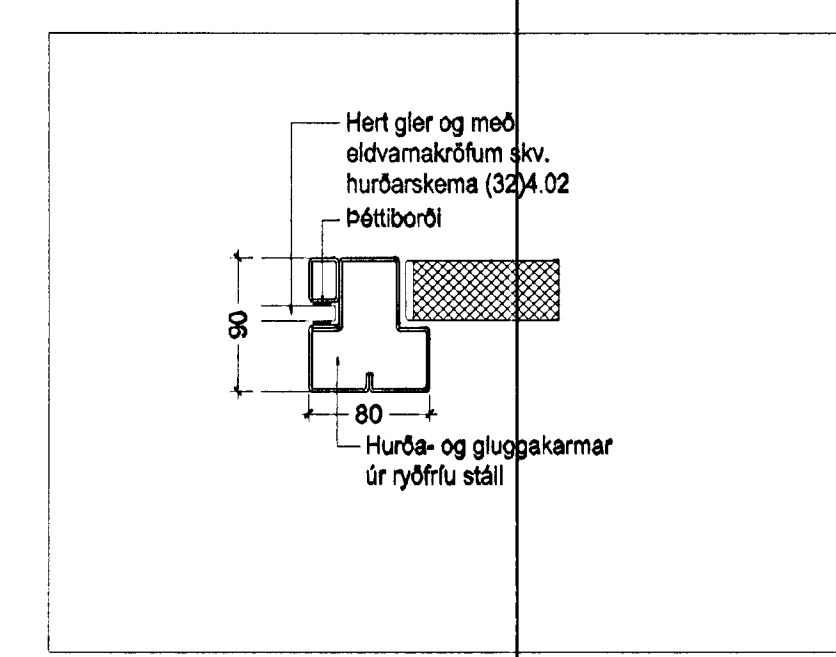 Hert gler og með
eldvarnakröfum skv.
hurðarskema (32)4.02
Þéttiborði
90
80
Hurða- og gluggakarmar
úr ryðfríu stáli